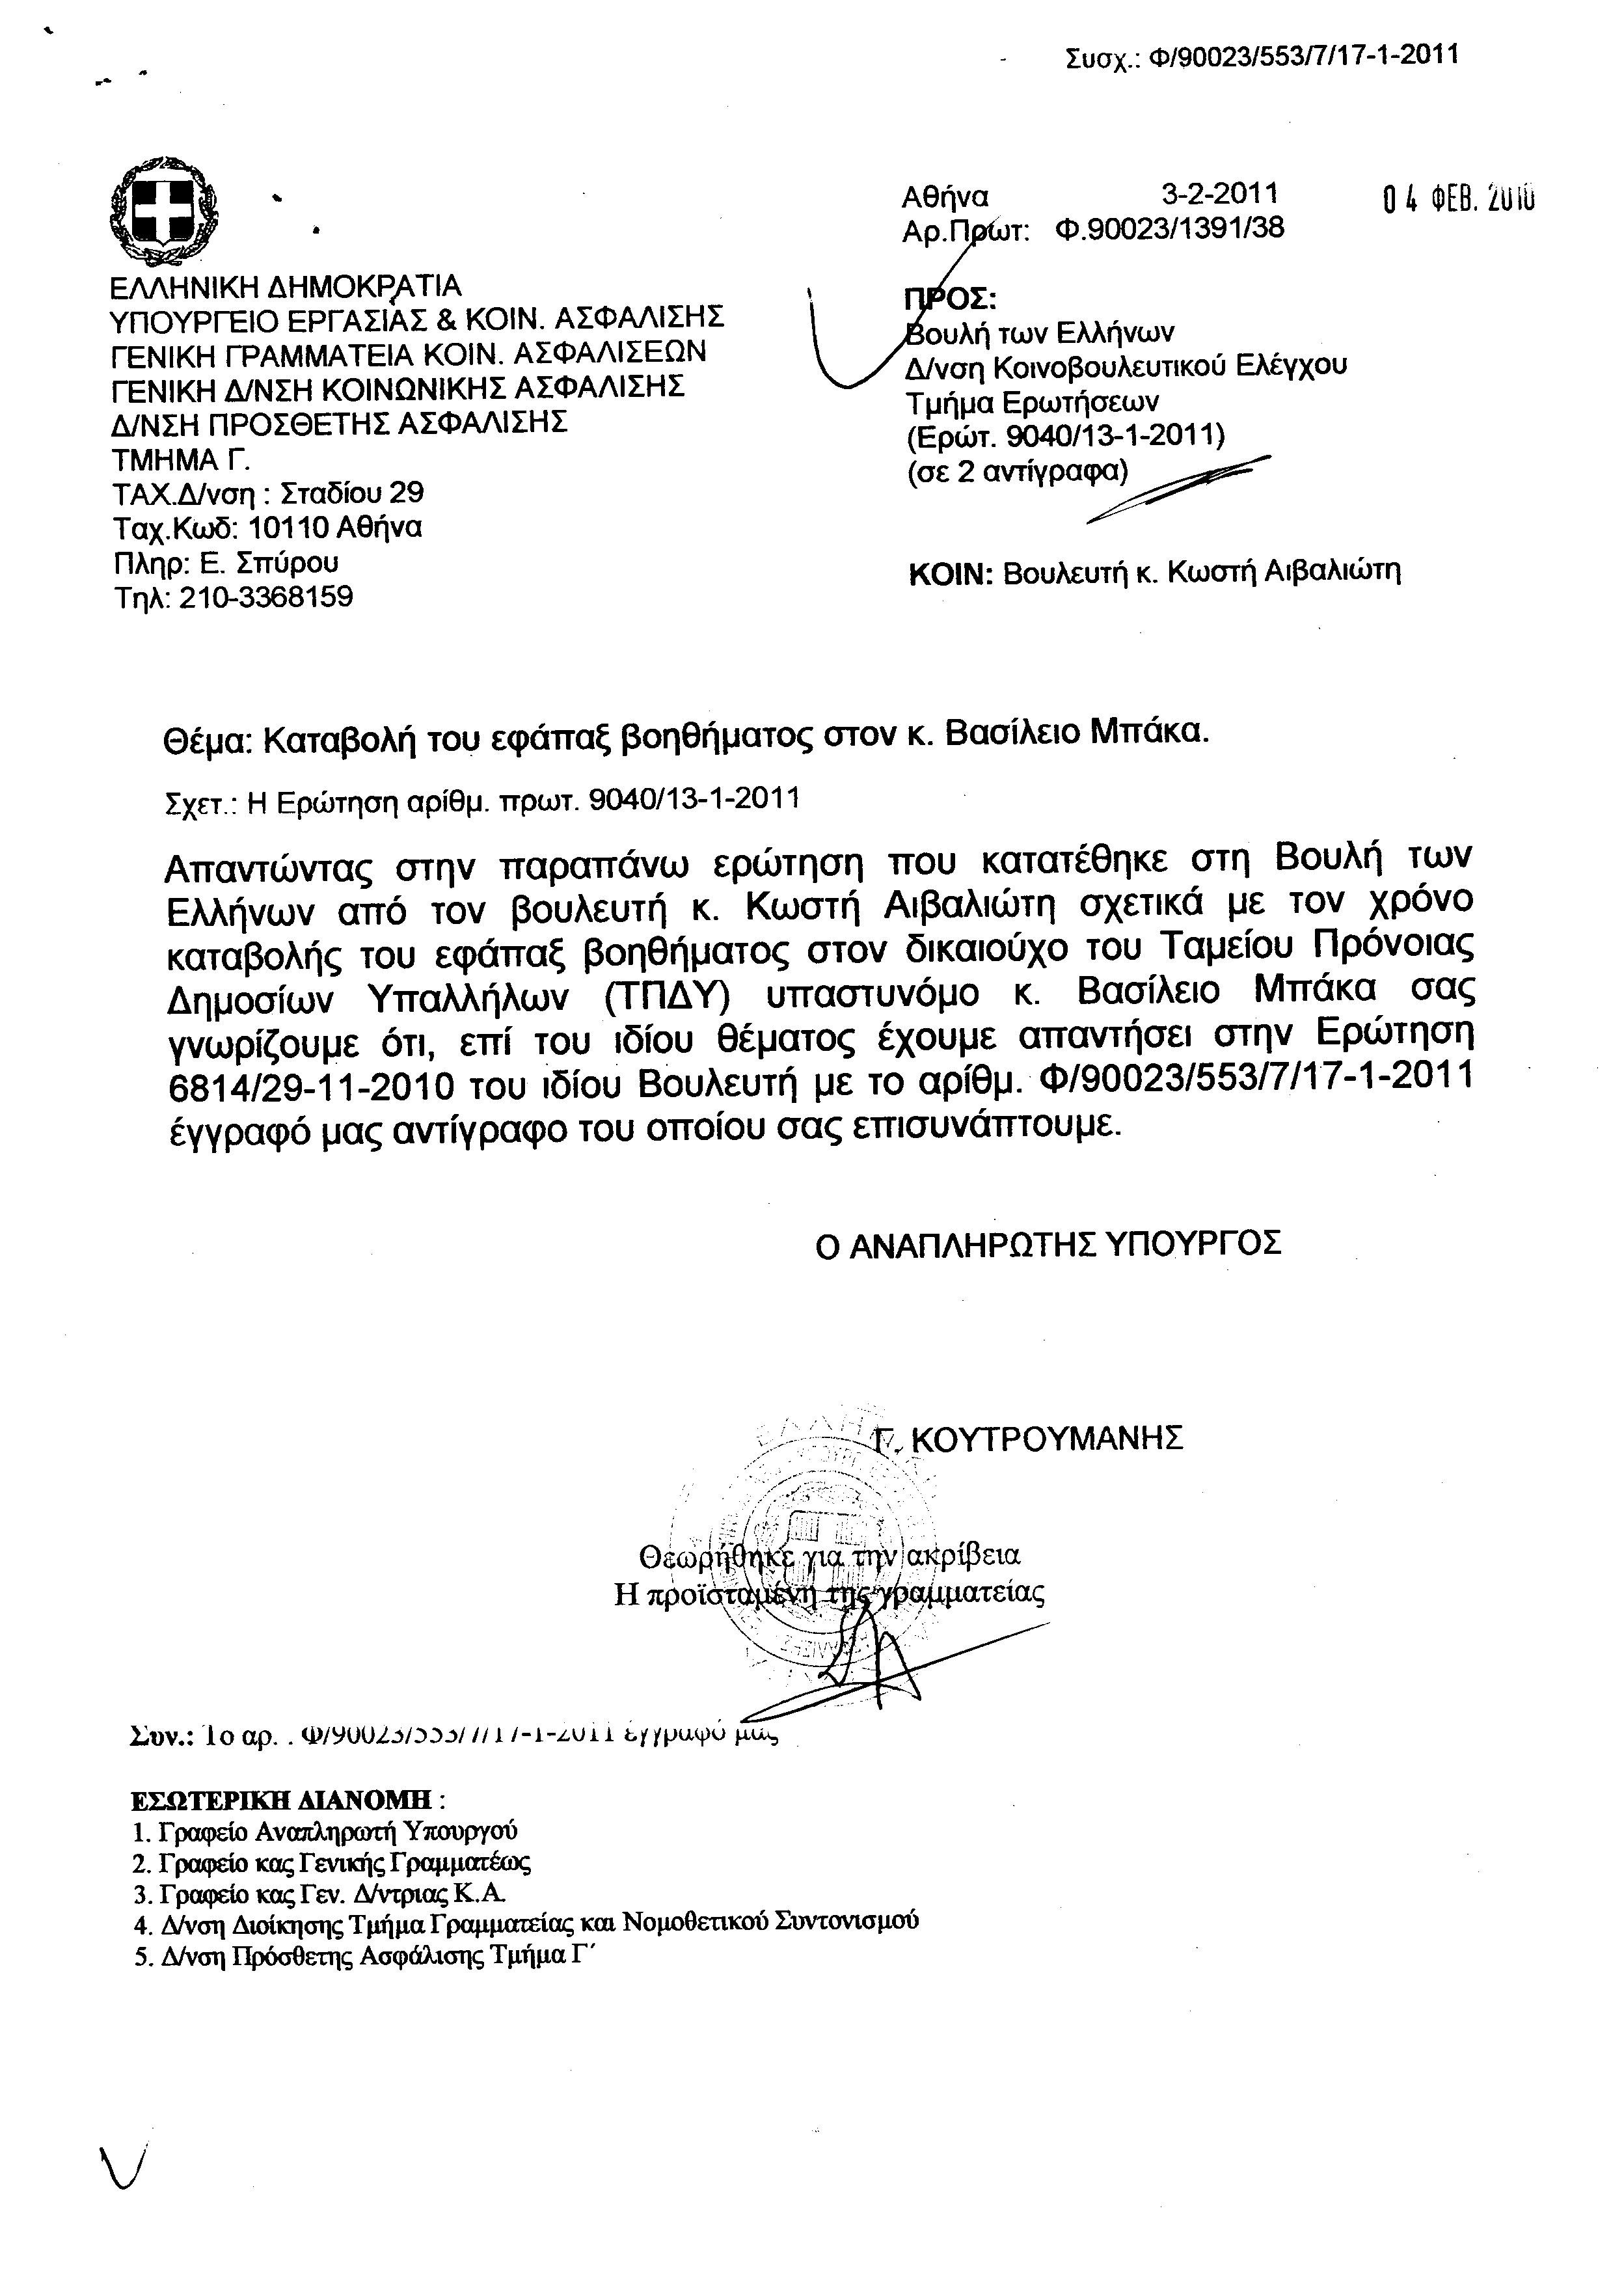 Συσχ.: Φ/90023/553/7/17-1-2011
Αθήνα 3-2-2011 04 ΦΕΒ. 2010
Αρ.Πρωτ: Φ.90023/1391/38
ΕΛΛΗΝΙΚΗ ΔΗΜΟΚΡΑΤΙΑ
ΥΠΟΥΡΓΕΙΟ ΕΡΓΑΣΙΑΣ & ΚΟΙΝ. ΑΣΦΑΛΙΣΗΣ
ΓΕΝΙΚΗ ΓΡΑΜΜΑΤΕΙΑ ΚΟΙΝ. ΑΣΦΑΛΙΣΕΩΝ
ΓΕΝΙΚΗ Δ/ΝΣΗ ΚΟΙΝΩΝΙΚΗΣ ΑΣΦΑΛΙΣΗΣ
Δ/ΝΣΗ ΠΡΟΣΘΕΤΗΣ ΑΣΦΑΛΙΣΗΣ
ΤΜΗΜΑ Γ.
ΤΑΧ.Δ/νση : Σταδίου 29
Ταχ.Κωδ: 10110 Αθήνα
Πληρ: Ε. Σπύρου
Τηλ: 210-3368159
ΠΡΟΣ:
Βουλή των Ελλήνων
Δ/νση Κοινοβουλευτικού Ελέγχου
Τμήμα Ερωτήσεων
(Ερώτ. 9040/13-1-2011)
(σε 2 αντίγραφα)
ΚΟΙΝ: Βουλευτή κ. Κωστή Αιβαλιώτη
Θέμα: Καταβολή του εφάπαξ βοηθήματος στον κ. Βασίλειο Μπάκα.
Σχετ.: Η Ερώτηση αρίθμ. πρωτ. 9040/13-1-2011
Απαντώντας στην παραπάνω ερώτηση που κατατέθηκε στη Βουλή των
Ελλήνων από τον βουλευτή κ. Κωστή Αιβαλιώτη σχετικά με τον χρόνο
καταβολής του εφάπαξ βοηθήματος στον δικαιούχο του Ταμείου Πρόνοιας
Δημοσίων Υπαλλήλων (ΤΠΔΥ) υπαστυνόμο κ. Βασίλειο Μπάκα σας
γνωρίζουμε ότι, επί του ιδίου θέματος έχουμε απαντήσει στην Ερώτηση
6814/29-11-2010 του ιδίου Βουλευτή με το αρίθμ. Φ/90023/553/7/17-1-2011
έγγραφό μας αντίγραφο του οποίου σας επισυνάπτουμε.
Ο ΑΝΑΠΛΗΡΩΤΗΣ ΥΠΟΥΡΓΟΣ
Γ. ΚΟΥΤΡΟΥΜΑΝΗΣ
Θεωρήθηκε για την ακρίβεια
Η προϊσταμένη της γραμματείας
Συν.: 1ο αρ. . Φ/90023/553/7/17-1-2011 έγγραφό μας
ΕΣΩΤΕΡΙΚΗ ΔΙΑΝΟΜΗ :
1. Γραφείο Αναπληρωτή Υπουργού
2. Γραφείο κας Γενικής Γραμματέως
3. Γραφείο κας Γεν. Δ/ντριας Κ.Α.
4. Δ/νση Διοίκησης Τμήμα Γραμματείας και Νομοθετικού Συντονισμού
5. Δ/νση Πρόσθετης Ασφάλισης Τμήμα Γ΄